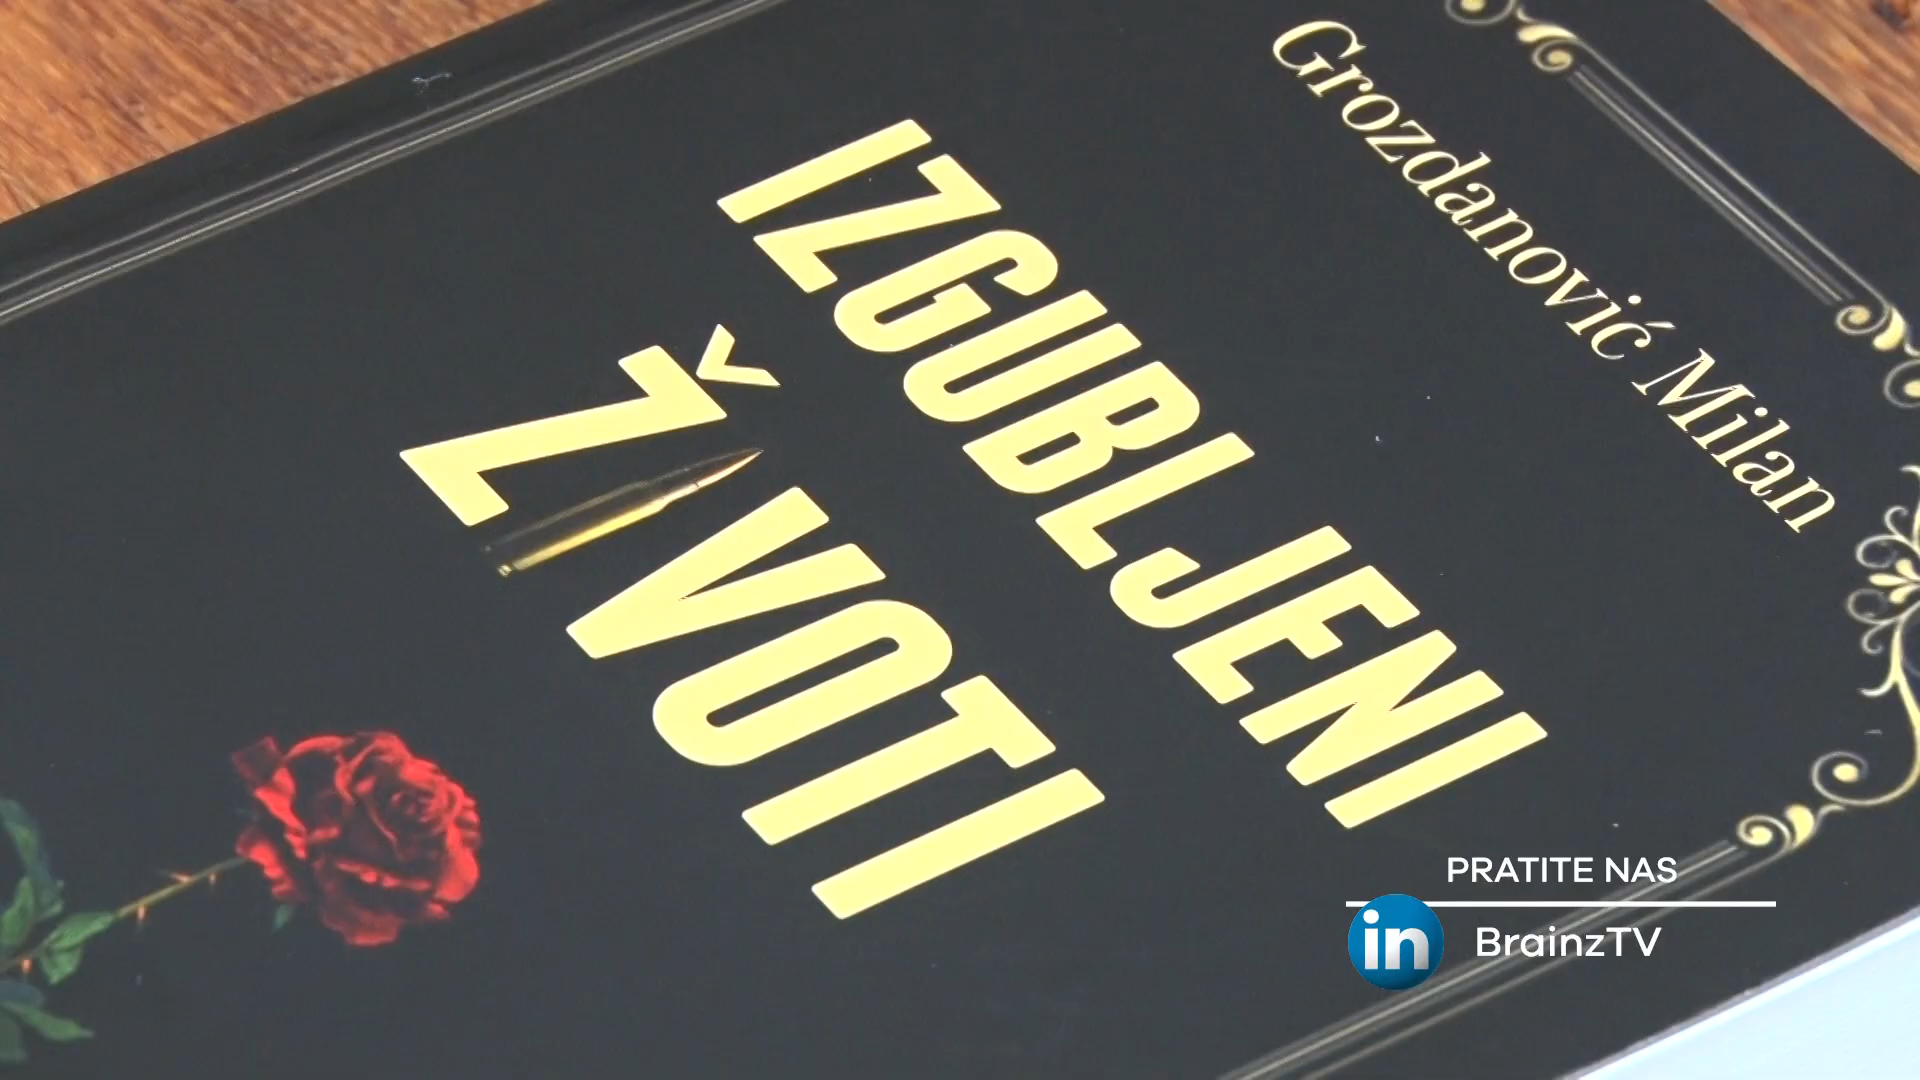 Grozdanović Milan
IZGUBLJENI
ŽIVOTI
PRATITE NAS
in BrainzTV